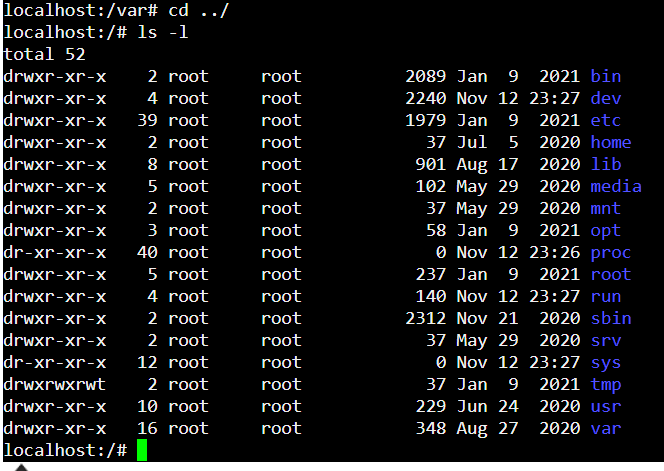 localhost:/var# cd ../
localhost:/# ls -l
total 52
drwxr-xr-x    2 root     root          2089 Jan  9  2021 bin
drwxr-xr-x    4 root     root          2240 Nov 12 23:27 dev
drwxr-xr-x   39 root     root          1979 Jan  9  2021 etc
drwxr-xr-x    2 root     root            37 Jul  5  2020 home
drwxr-xr-x    8 root     root           901 Aug 17  2020 lib
drwxr-xr-x    5 root     root           102 May 29  2020 media
drwxr-xr-x    2 root     root            37 May 29  2020 mnt
drwxr-xr-x    3 root     root            58 Jan  9  2021 opt
dr-xr-xr-x   40 root     root             0 Nov 12 23:26 proc
drwxr-xr-x    5 root     root           237 Jan  9  2021 root
drwxr-xr-x    4 root     root           140 Nov 12 23:27 run
drwxr-xr-x    2 root     root          2312 Nov 21  2020 sbin
drwxr-xr-x    2 root     root            37 May 29  2020 srv
dr-xr-xr-x   12 root     root             0 Nov 12 23:27 sys
drwxrwxrwt    2 root     root            37 Jan  9  2021 tmp
drwxr-xr-x   10 root     root           229 Jun 24  2020 usr
drwxr-xr-x   16 root     root           348 Aug 27  2020 var
localhost:/#